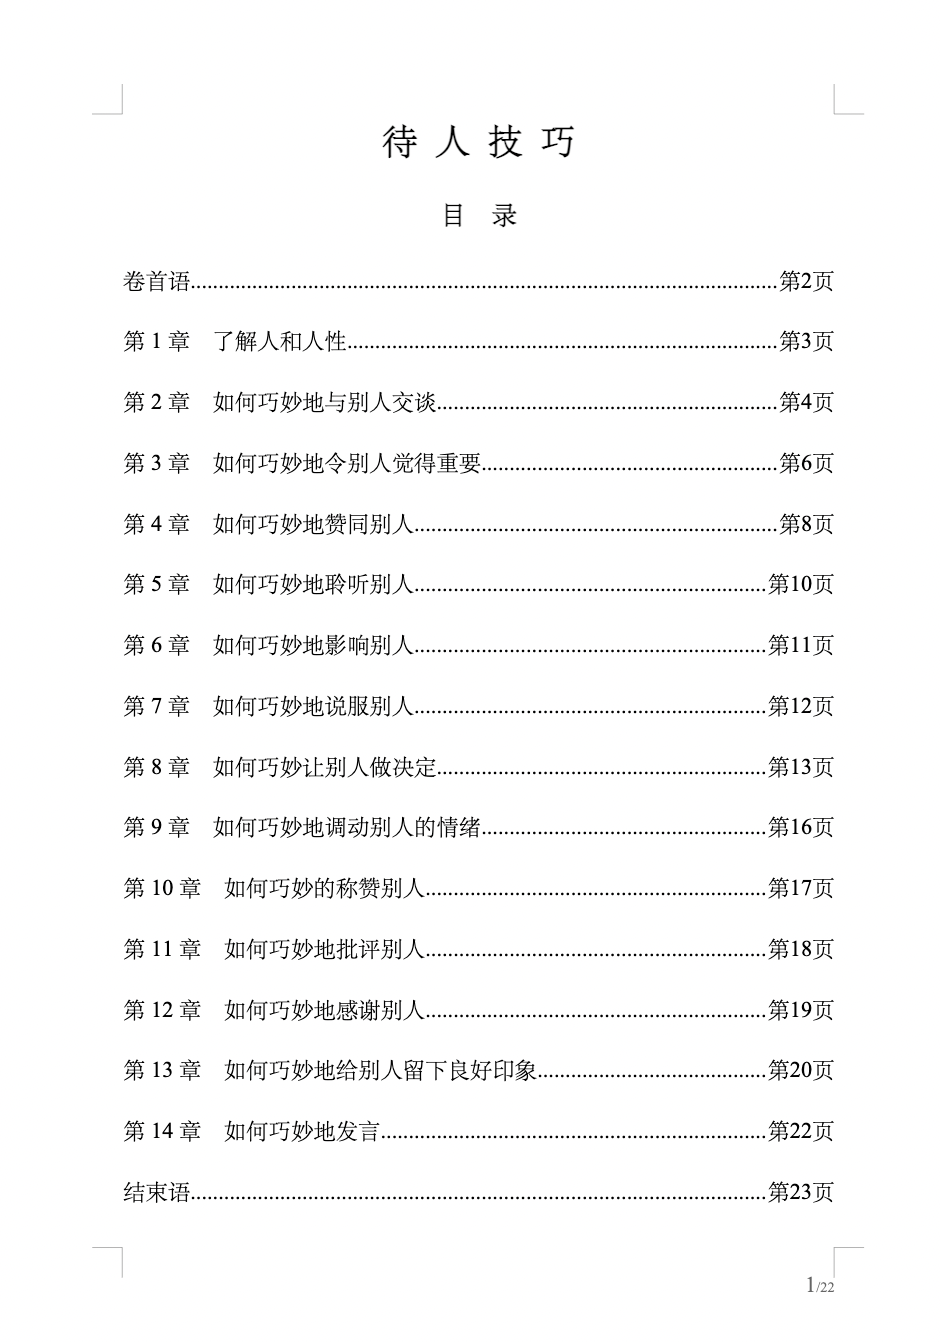 待 人 技 巧
目 录
卷首语..........................................................................................................第2页
第 1 章 了解人和人性..............................................................................第3页
第 2 章 如何巧妙地与别人交谈.............................................................第4页
第 3 章 如何巧妙地令别人觉得重要.....................................................第6页
第 4 章 如何巧妙地赞同别人.................................................................第8页
第 5 章 如何巧妙地聆听别人...............................................................第10页
第 6 章 如何巧妙地影响别人...............................................................第11页
第 7 章 如何巧妙地说服别人...............................................................第12页
第 8 章 如何巧妙让别人做决定...........................................................第13页
第 9 章 如何巧妙地调动别人的情绪...................................................第16页
第 10 章 如何巧妙的称赞别人.............................................................第17页
第 11 章 如何巧妙地批评别人.............................................................第18页
第 12 章 如何巧妙地感谢别人.............................................................第19页
第 13 章 如何巧妙地给别人留下良好印象.........................................第20页
第 14 章 如何巧妙地发言.....................................................................第22页
结束语.......................................................................................................第23页
1/22